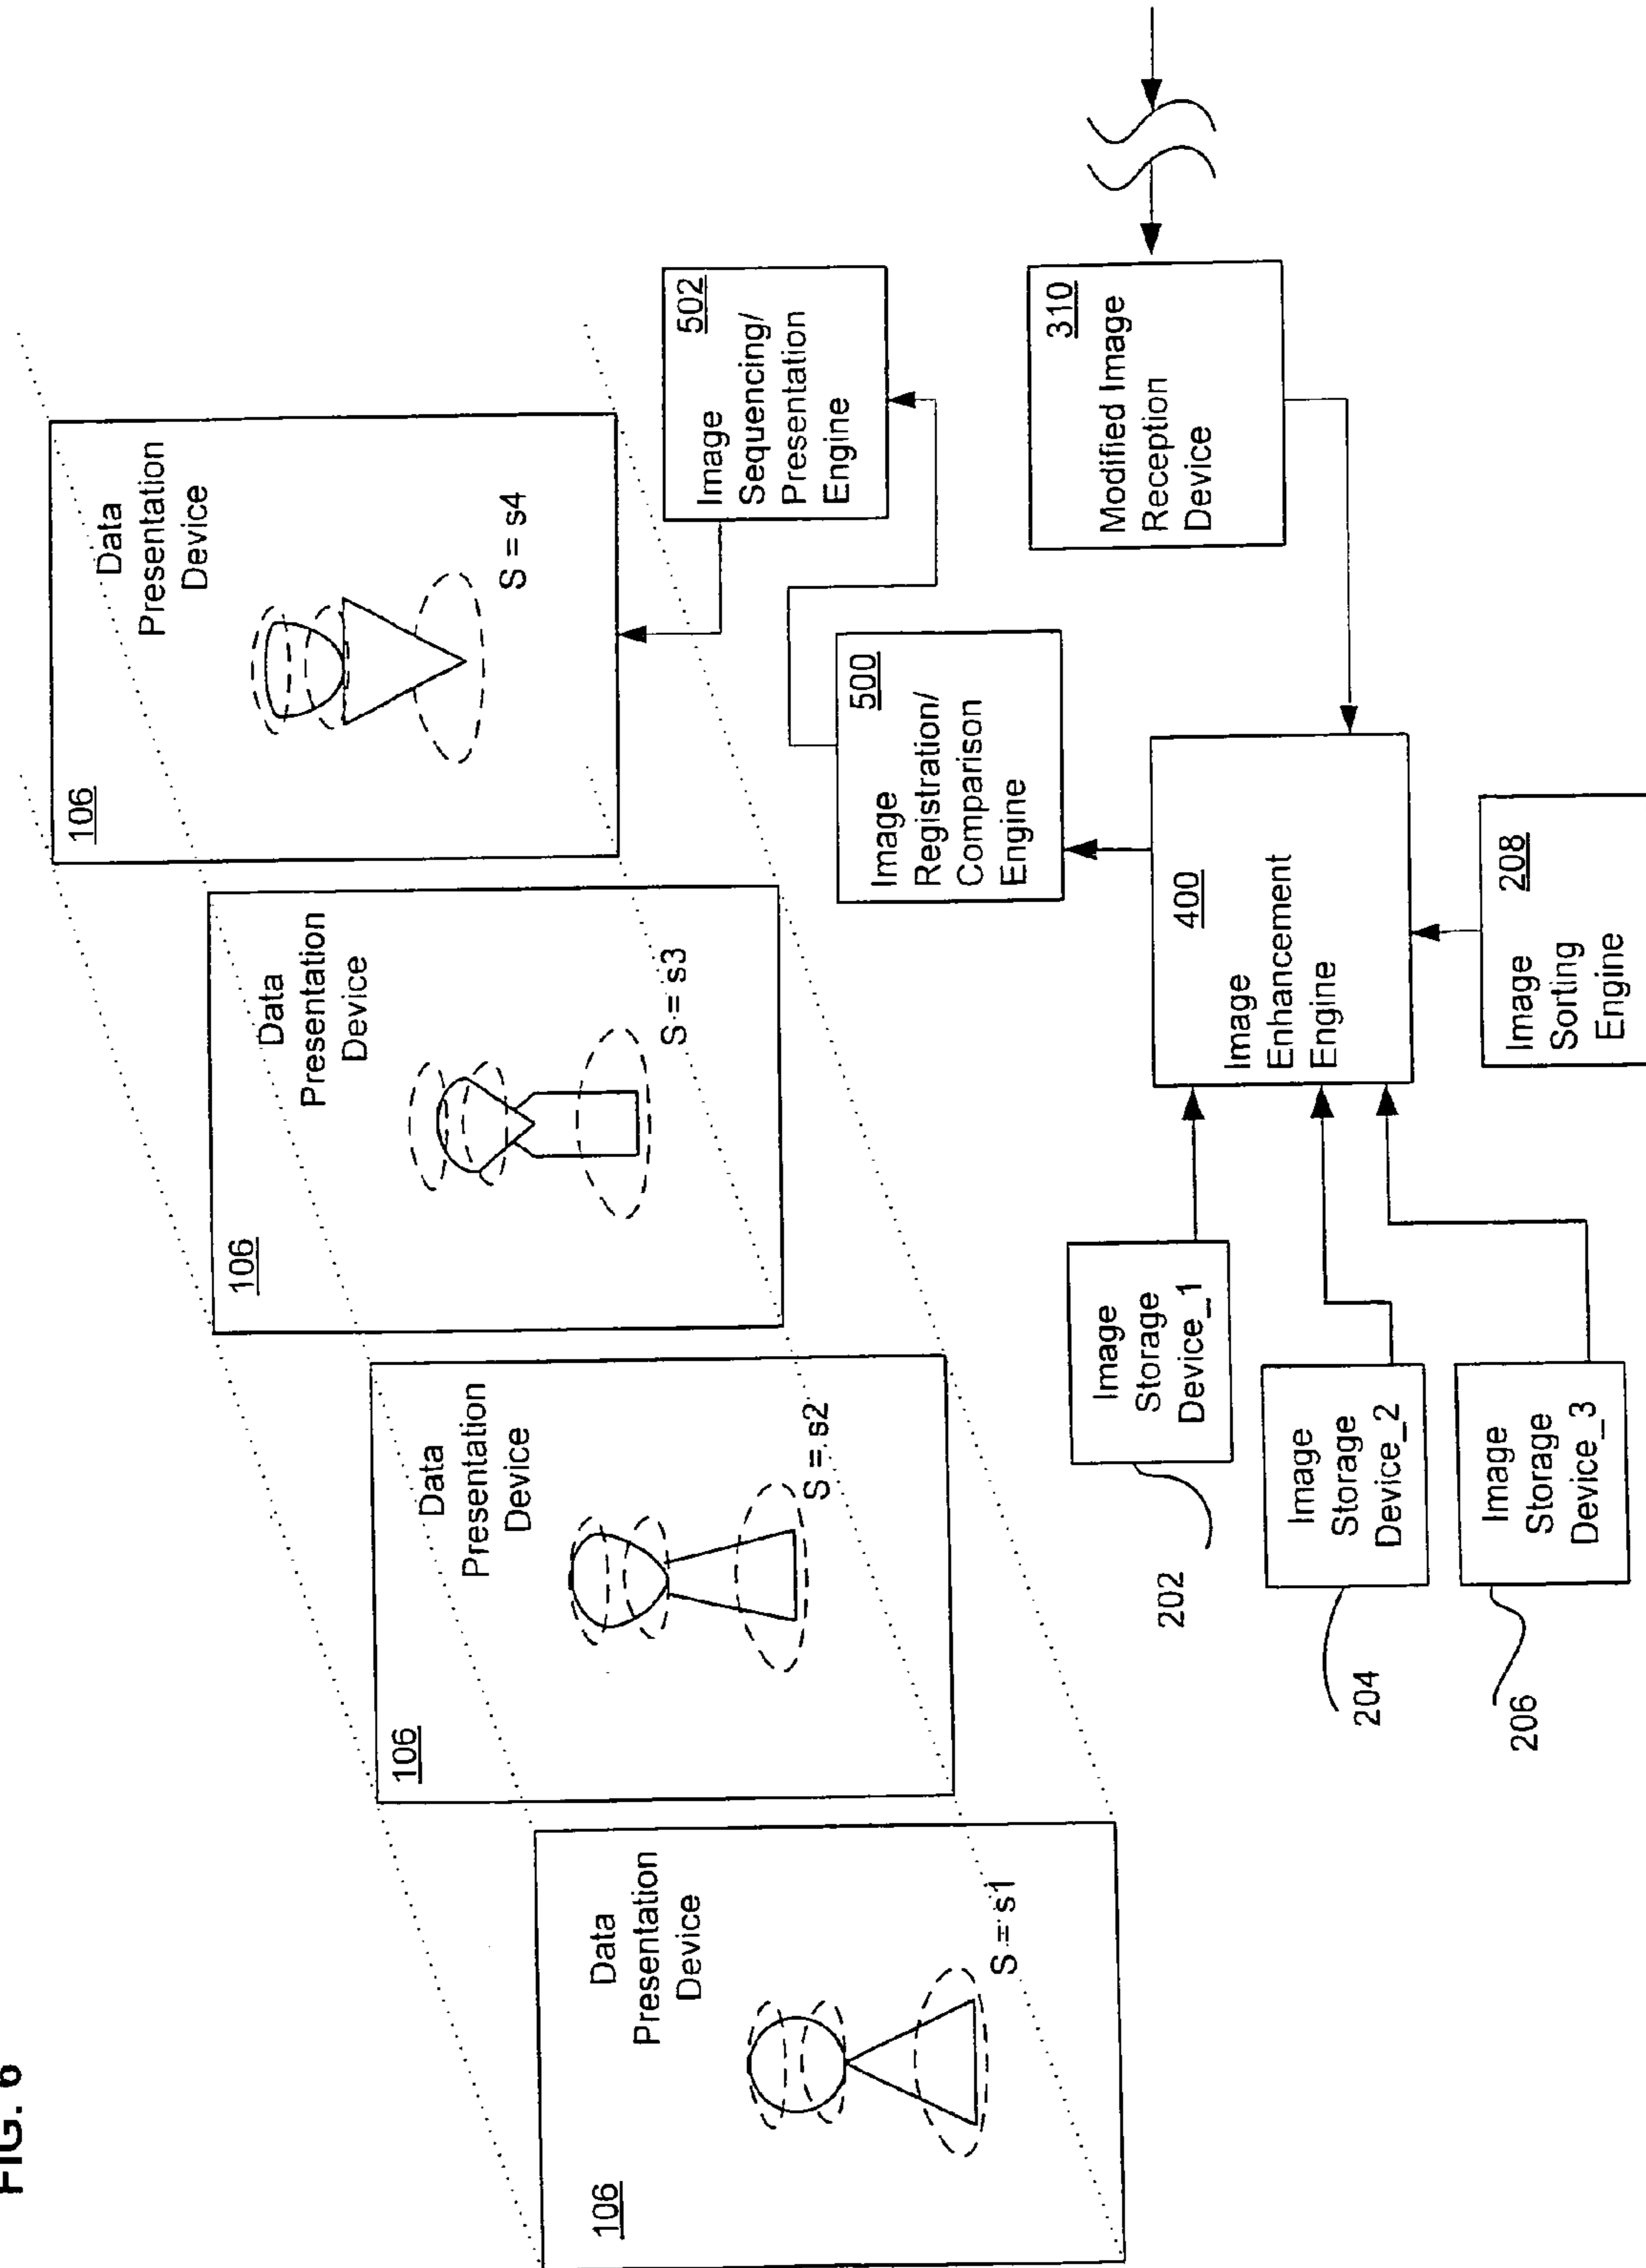 FIG. 6
106
Data
Presentation
Device
S = s1
106
Data
Presentation
Device
S = s2
106
Data
Presentation
Device
S = s3
106
Data
Presentation
Device
S = s4
502
Image
Sequencing/
Presentation
Engine
500
Image
Registration/
Comparison
Engine
310
Modified Image
Reception
Device
400
Image
Enhancement
Engine
208
Image
Sorting
Engine
Image
Storage
Device_1
202
Image
Storage
Device_2
204
Image
Storage
Device_3
206